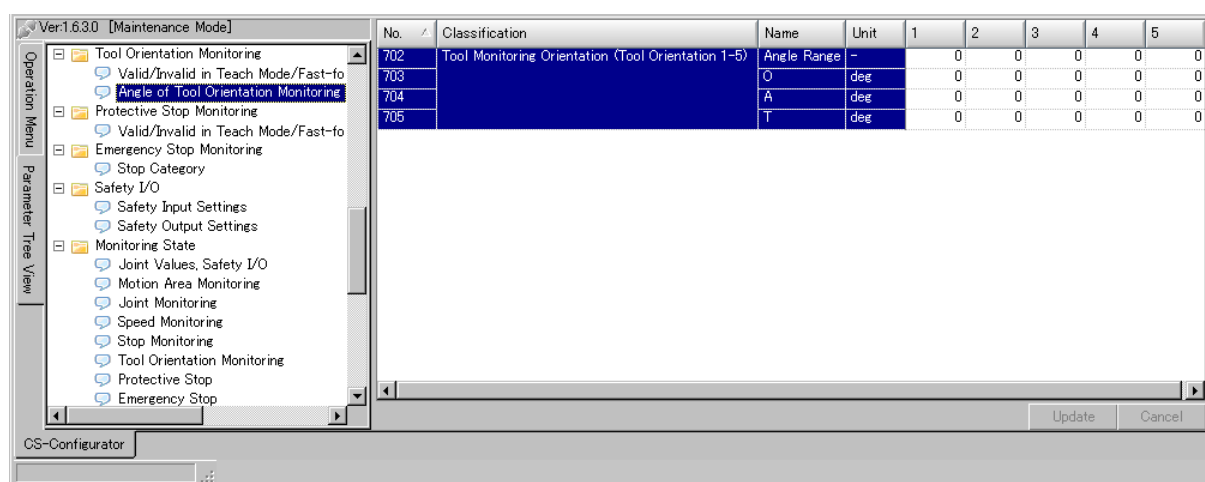 Ver:1.6.3.0 [Maintenance Mode]
Operation Menu
Parameter Tree View
Tool Orientation Monitoring
Valid/Invalid in Teach Mode/Fast-fo
Angle of Tool Orientation Monitoring
Protective Stop Monitoring
Valid/Invalid in Teach Mode/Fast-fo
Emergency Stop Monitoring
Stop Category
Safety I/O
Safety Input Settings
Safety Output Settings
Monitoring State
Joint Values, Safety I/O
Motion Area Monitoring
Joint Monitoring
Speed Monitoring
Stop Monitoring
Tool Orientation Monitoring
Protective Stop
Emergency Stop
No. Classification Name Unit 1 2 3 4 5
702 Tool Monitoring Orientation (Tool Orientation 1-5) Angle Range - 0 0 0 0 0
703 O deg 0 0 0 0 0
704 A deg 0 0 0 0 0
705 T deg 0 0 0 0 0
Update Cancel
CS-Configurator